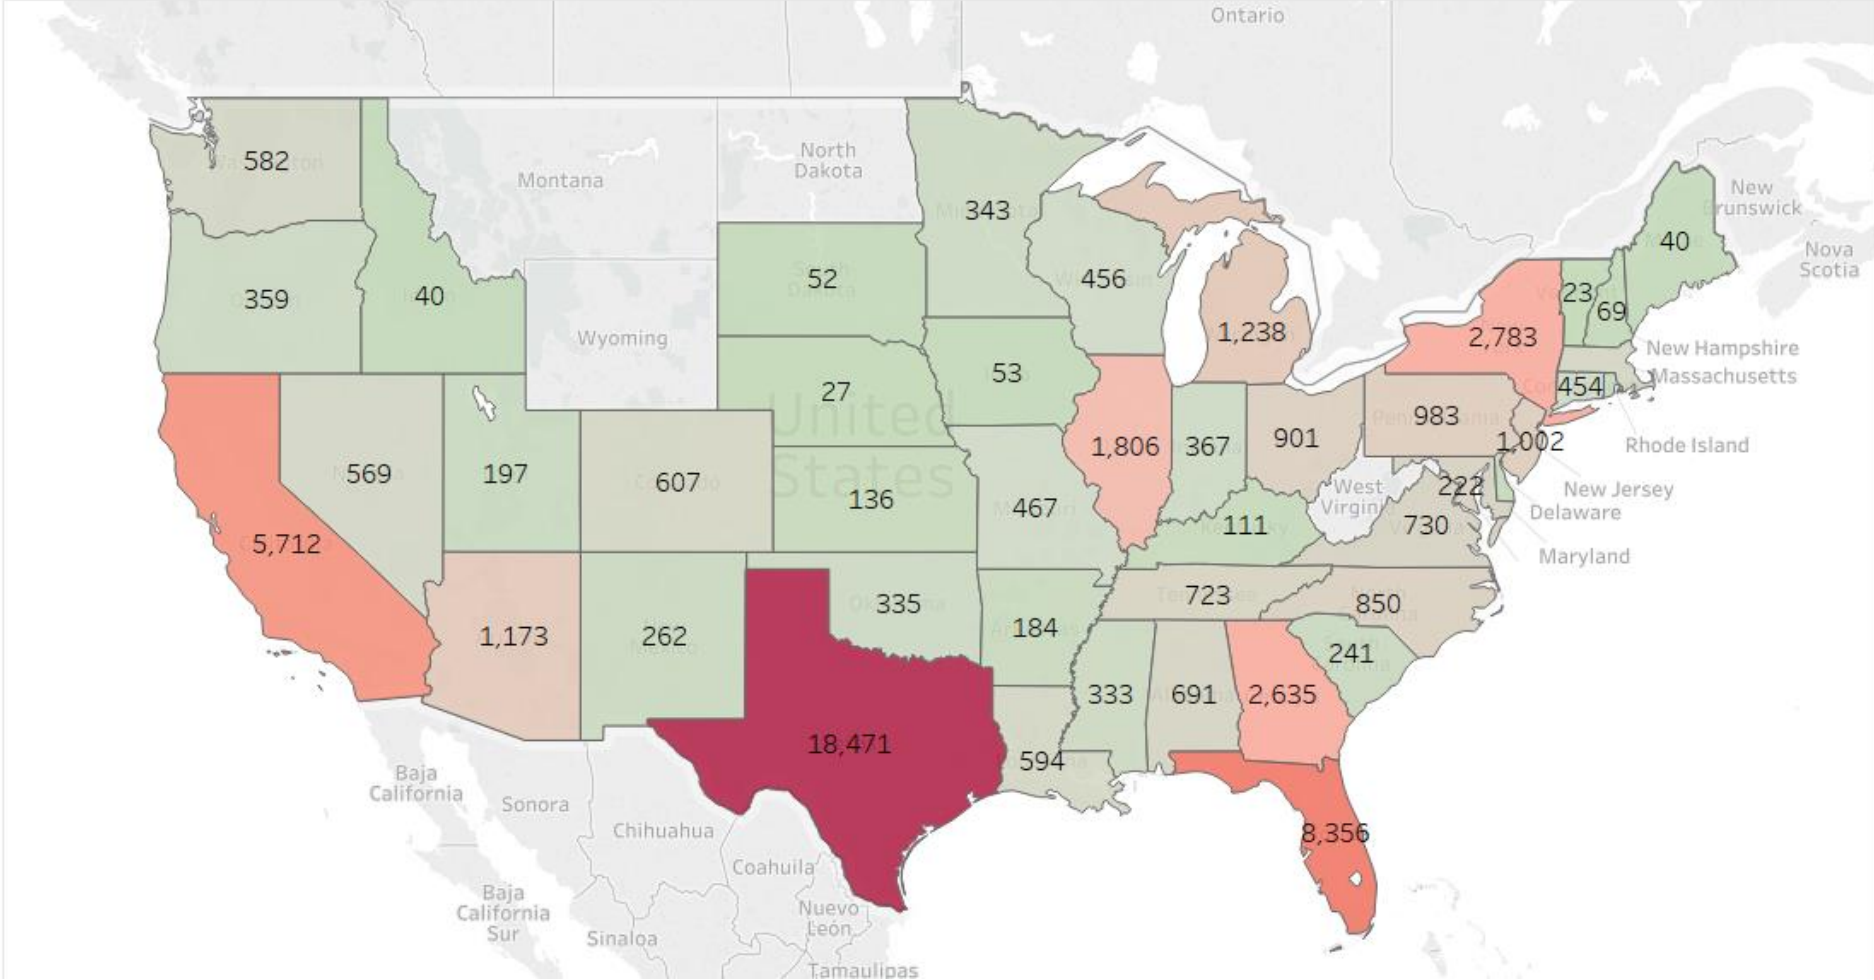 Ontario
582
Montana
North
Dakota
New
Brunswick
343
Nova
Scotia
359
40
52
456
40
23
69
2,783
Wyoming
1,238
New Hampshire
Massachusetts
27
53
454
United
States
5,712
569
197
607
136
467
1,806
367
901
983
1,002
Rhode Island
West
Virginia
222
730
New Jersey
Delaware
Maryland
111
1,173
262
335
184
723
850
241
18,471
594
333
691
2,635
8,356
Baja
California
Sonora
Chihuahua
Coahuila
Baja
California
Sur
Sinaloa
Nuevo
León
Tamaulipas